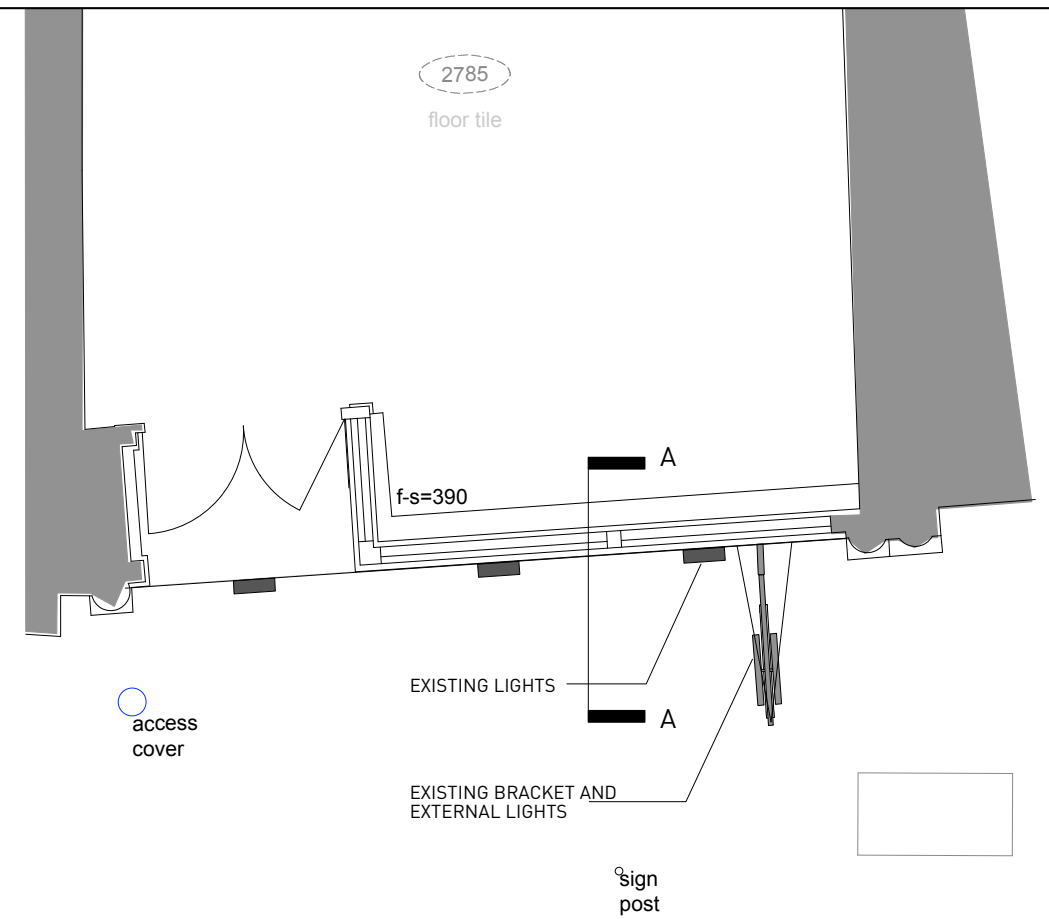 2785
floor tile
A
f-s=390
EXISTING LIGHTS
A
access
cover
EXISTING BRACKET AND
EXTERNAL LIGHTS
sign
post